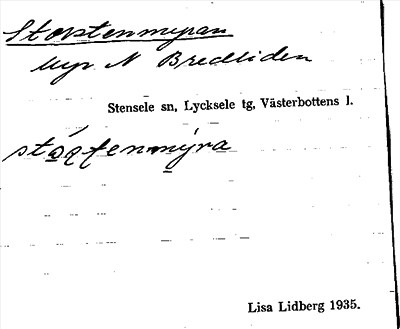 Storstenmyran
Myr N Bredliden
Stensele sn, Lycksele tg, Västerbottens l.
Lisa Lidberg 1935.